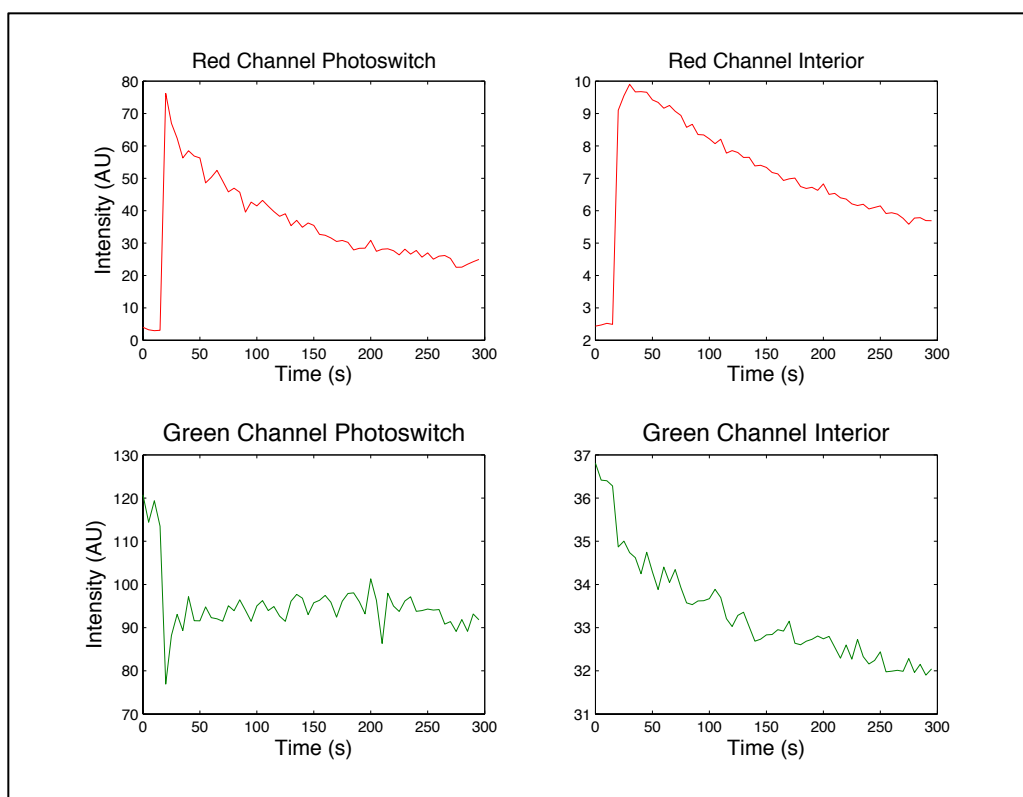 Red Channel Photoswitch
80
70
60
50
40
30
20
10
0
Intensity (AU)
0 50 100 150 200 250 300
Time (s)
Red Channel Interior
10
9
8
7
6
5
4
3
2
0 50 100 150 200 250 300
Time (s)
Green Channel Photoswitch
130
120
110
100
90
80
70
Intensity (AU)
0 50 100 150 200 250 300
Time (s)
Green Channel Interior
37
36
35
34
33
32
31
0 50 100 150 200 250 300
Time (s)